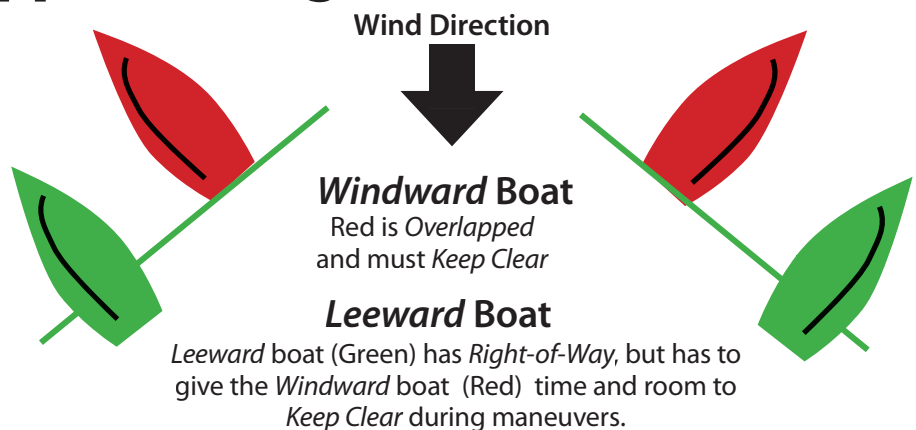 Wind Direction
Windward Boat
Red is Overlapped
and must Keep Clear
Leeward Boat
Leeward boat (Green) has Right-of-Way, but has to
give the Windward boat (Red) time and room to
Keep Clear during maneuvers.